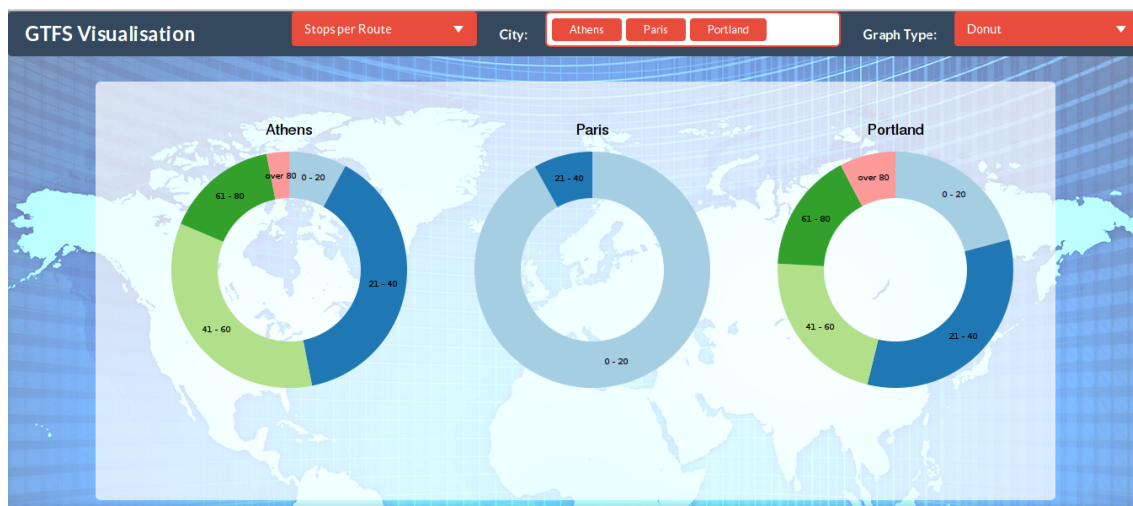 GTFS Visualisation
Stops per Route
City:
Athens
Paris
Portland
Graph Type:
Donut
Athens
over 80
0 - 20
61 - 80
21 - 40
41 - 60
Paris
21 - 40
0 - 20
Portland
over 80
0 - 20
61 - 80
41 - 60
21 - 40